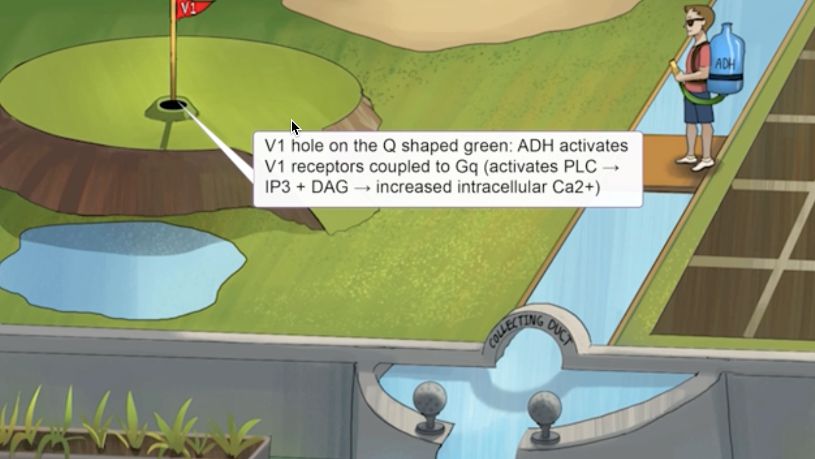 V1
ADH
V1 hole on the Q shaped green: ADH activates
V1 receptors coupled to Gq (activates PLC →
IP3 + DAG → increased intracellular Ca2+)
COLLECTING DUCT